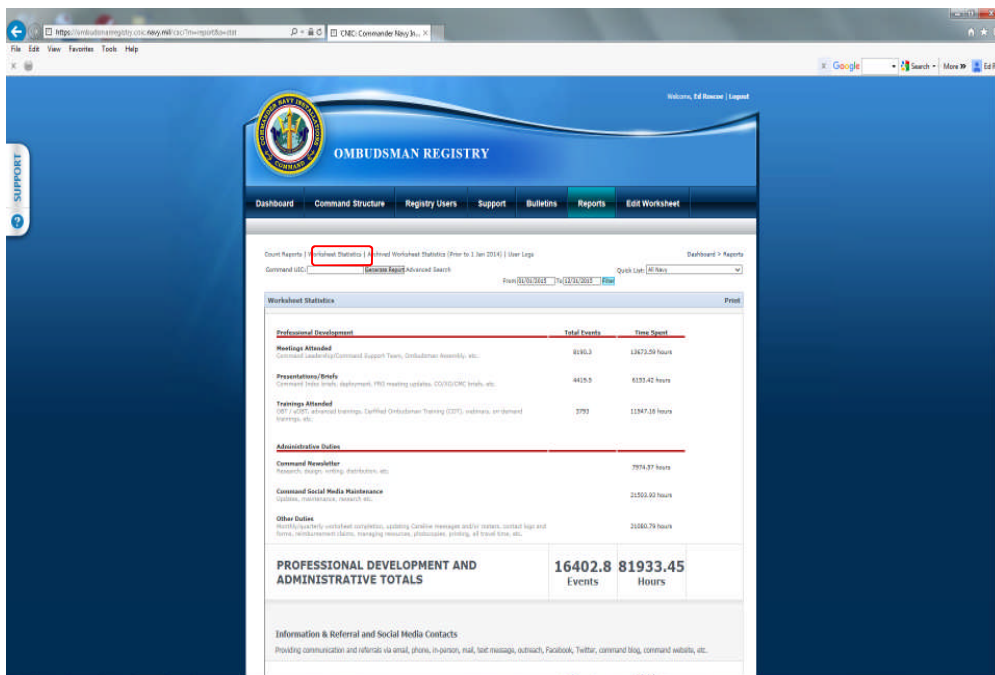 https://ombudsmanregistry.cnic.navy.mil/csc/?m=report&a=stat
CNIC: Commander Navy In...
File Edit View Favorites Tools Help
Google Search More »
SUPPORT
Welcome, Ed Roscoe | Logout
COMMANDER NAVY INSTALLATIONS COMMAND
OMBUDSMAN REGISTRY
Dashboard Command Structure Registry Users Support Bulletins Reports Edit Worksheet
Count Reports | Worksheet Statistics | Archived Worksheet Statistics (Prior to 1 Jan 2014) | User Logs Dashboard > Reports
Command UIC: Generate Report Advanced Search Quick List: All Navy
From 01/01/2015 To 12/31/2015 Filter
Worksheet Statistics Print
Professional Development Total Events Time Spent
Meetings Attended
Command Leadership/Command Support Team, Ombudsman Assembly, etc.
8190.3 13673.59 hours
Presentations/Briefs
Command Indoc briefs, deployment, FRG meeting updates, CO/XO/CMC briefs, etc.
4419.5 6153.42 hours
Trainings Attended
OBT / eOBT, advanced trainings, Certified Ombudsman Training (COT), webinars, on-demand
trainings, etc.
3793 11547.16 hours
Administrative Duties
Command Newsletter
Research, design, writing, distribution, etc.
7974.57 hours
Command Social Media Maintenance
Updates, maintenance, research etc.
21503.93 hours
Other Duties
Monthly/quarterly worksheet completion, updating Careline messages and/or rosters, contact logs and
forms, reimbursement claims, managing resources, photocopies, printing, all travel time, etc.
21080.79 hours
PROFESSIONAL DEVELOPMENT AND
ADMINISTRATIVE TOTALS
16402.8 81933.45
Events Hours
Information & Referral and Social Media Contacts
Providing communication and referrals via email, phone, in-person, mail, text message, outreach, Facebook, Twitter, command blog, command website, etc.